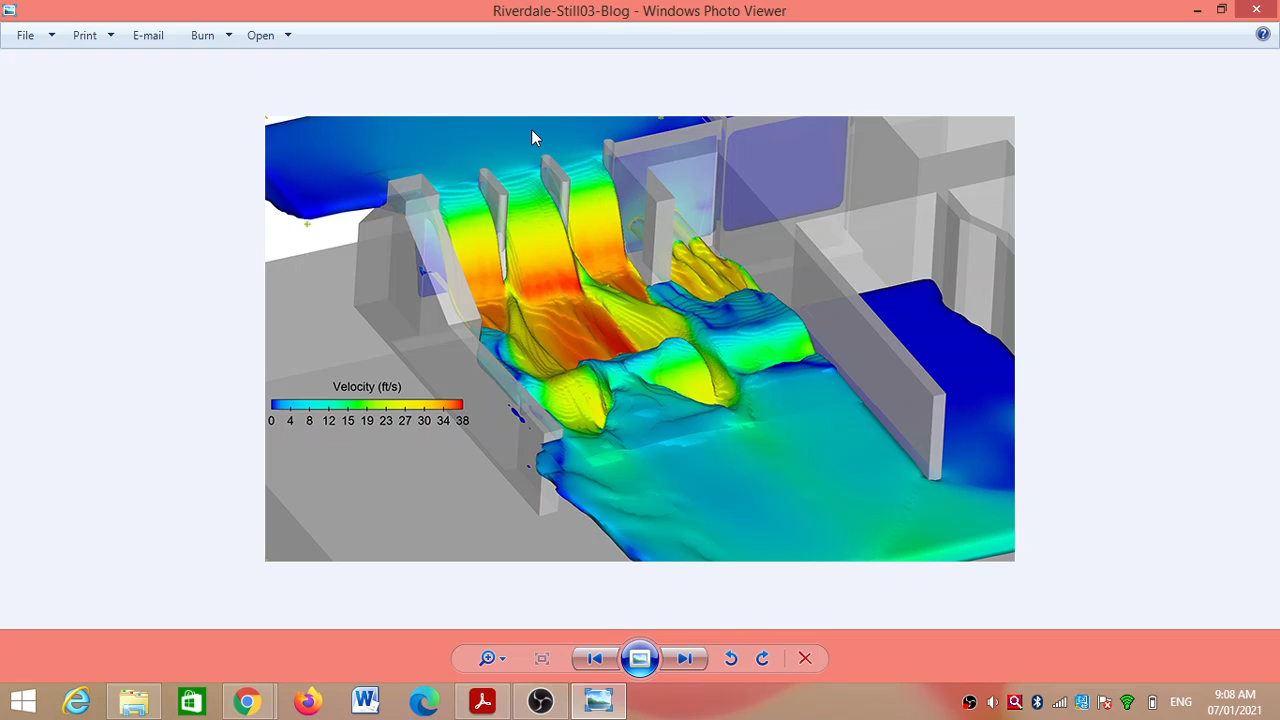 Riverdale-Still03-Blog - Windows Photo Viewer
File Print E-mail Burn Open
Velocity (ft/s)
0 4 8 12 15 19 23 27 30 34 38
ENG
9:08 AM
07/01/2021